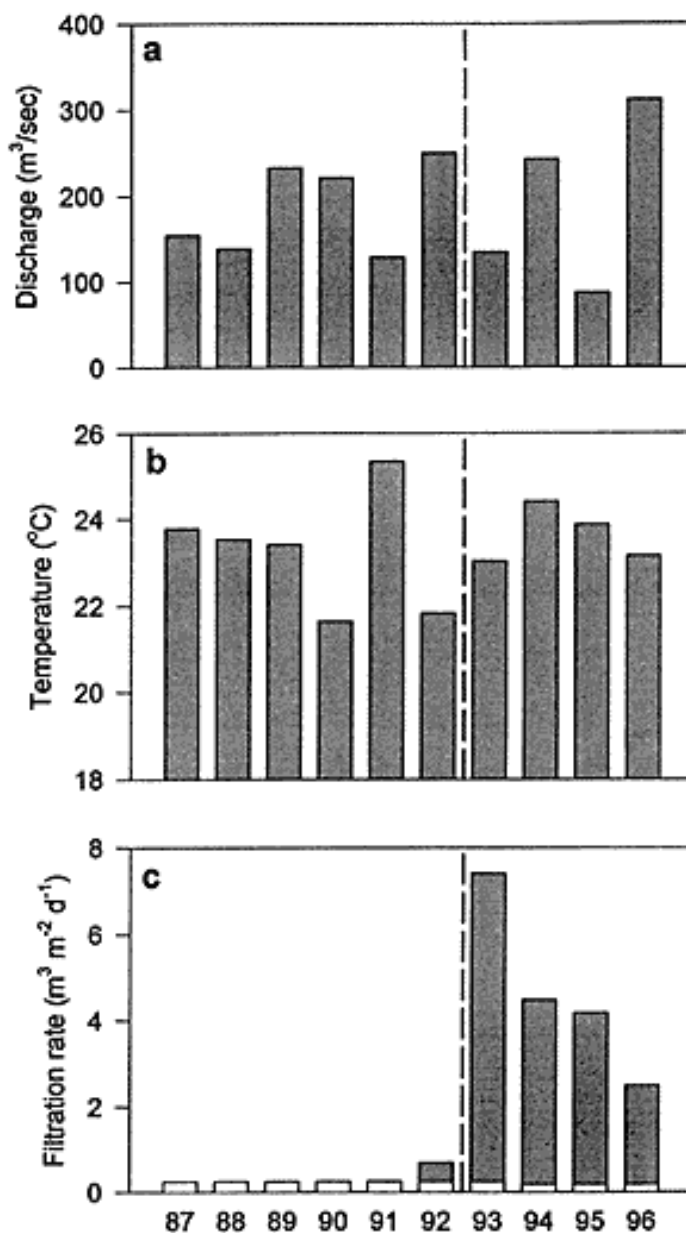 a
Discharge (m³/sec)
400
300
200
100
0
b
Temperature (°C)
26
24
22
20
18
c
Filtration rate (m³ m⁻² d⁻¹)
8
6
4
2
0
87 88 89 90 91 92 93 94 95 96